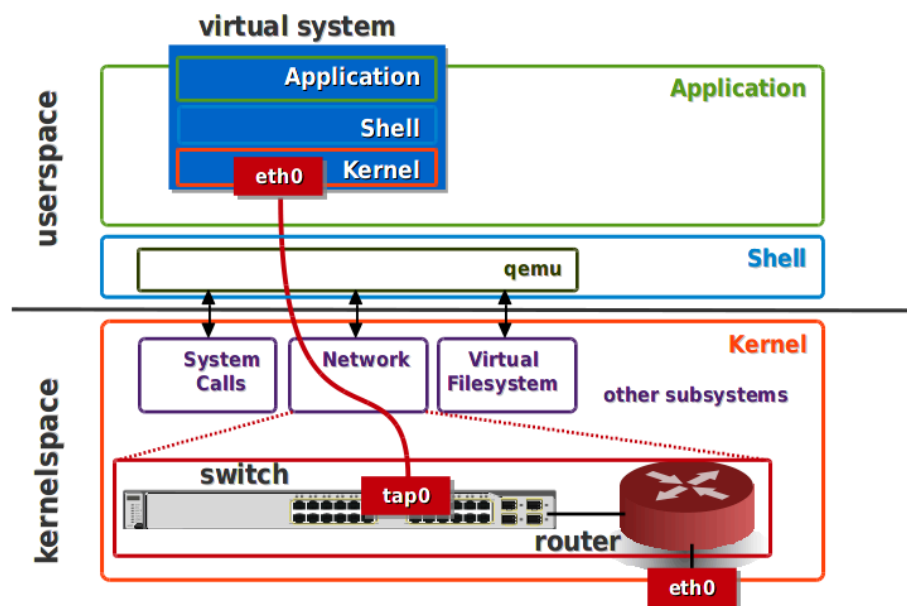 virtual system
Application
Shell
Kernel
eth0
userspace
Application
Shell
qemu
kernelspace
Kernel
System
Calls
Network
Virtual
Filesystem
other subsystems
switch
tap0
router
eth0